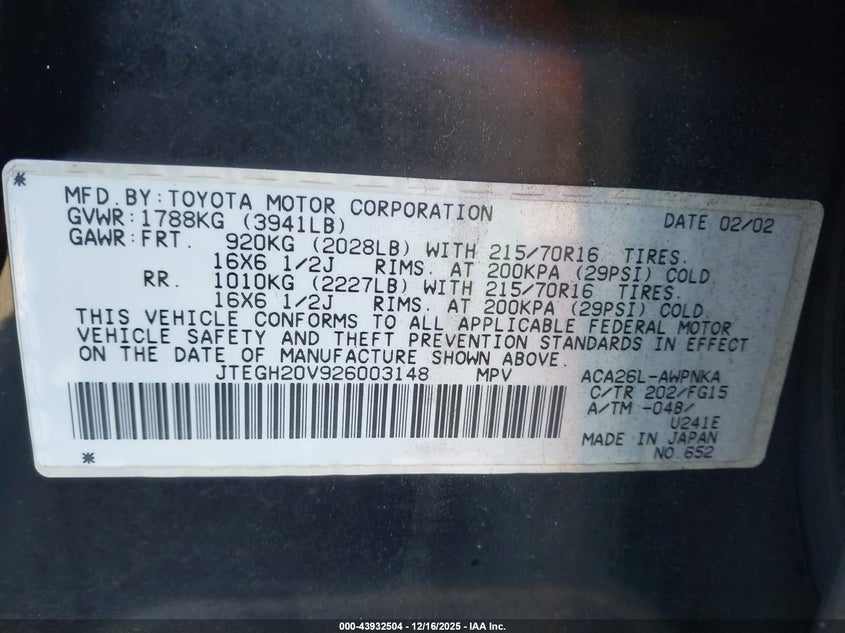 MFD. BY: TOYOTA MOTOR CORPORATION DATE 02/02
GVWR: 1788KG (3941LB)
GAWR: FRT. 920KG (2028LB) WITH 215/70R16 TIRES.
16X6 1/2J RIMS. AT 200KPA (29PSI) COLD.
RR. 1010KG (2227LB) WITH 215/70R16 TIRES.
16X6 1/2J RIMS. AT 200KPA (29PSI) COLD.
THIS VEHICLE CONFORMS TO ALL APPLICABLE FEDERAL MOTOR
VEHICLE SAFETY AND THEFT PREVENTION STANDARDS IN EFFECT
ON THE DATE OF MANUFACTURE SHOWN ABOVE.
JTEGH20V926003148 MPV ACA26L-AWPNKA
C/TR 202/FG15
A/TM -04B/
U241E
MADE IN JAPAN
NO.652
000-43932504 - 12/16/2025 - IAA Inc.